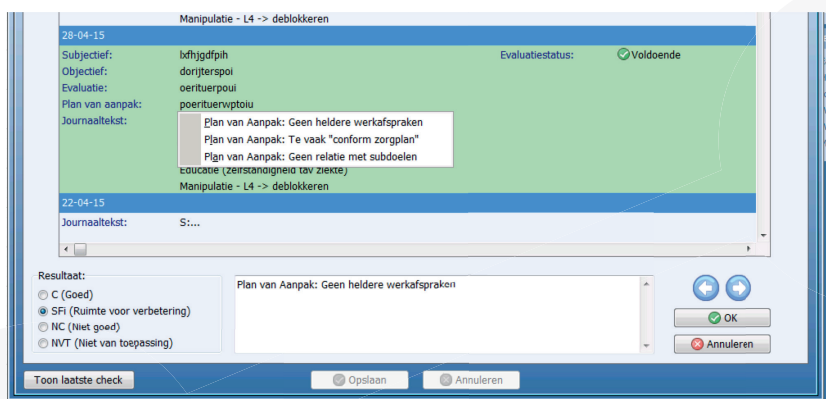 Manipulatie - L4 -> deblokkeren
28-04-15
Subjectief: lxfhjgdfpih Evaluatiestatus: Voldoende
Objectief: dorijterspoi
Evaluatie: oerituerpoui
Plan van aanpak: poerituerwptoiu
Journaaltekst:
Plan van Aanpak: Geen heldere werkafspraken
Plan van Aanpak: Te vaak "conform zorgplan"
Plan van Aanpak: Geen relatie met subdoelen
Educatie (zelfstandigheid tav ziekte)
Manipulatie - L4 -> deblokkeren
22-04-15
Journaaltekst: S:...
Resultaat:
C (Goed)
SFi (Ruimte voor verbetering)
NC (Niet goed)
NVT (Niet van toepassing)
Plan van Aanpak: Geen heldere werkafspraken
OK
Annuleren
Toon laatste check Opslaan Annuleren